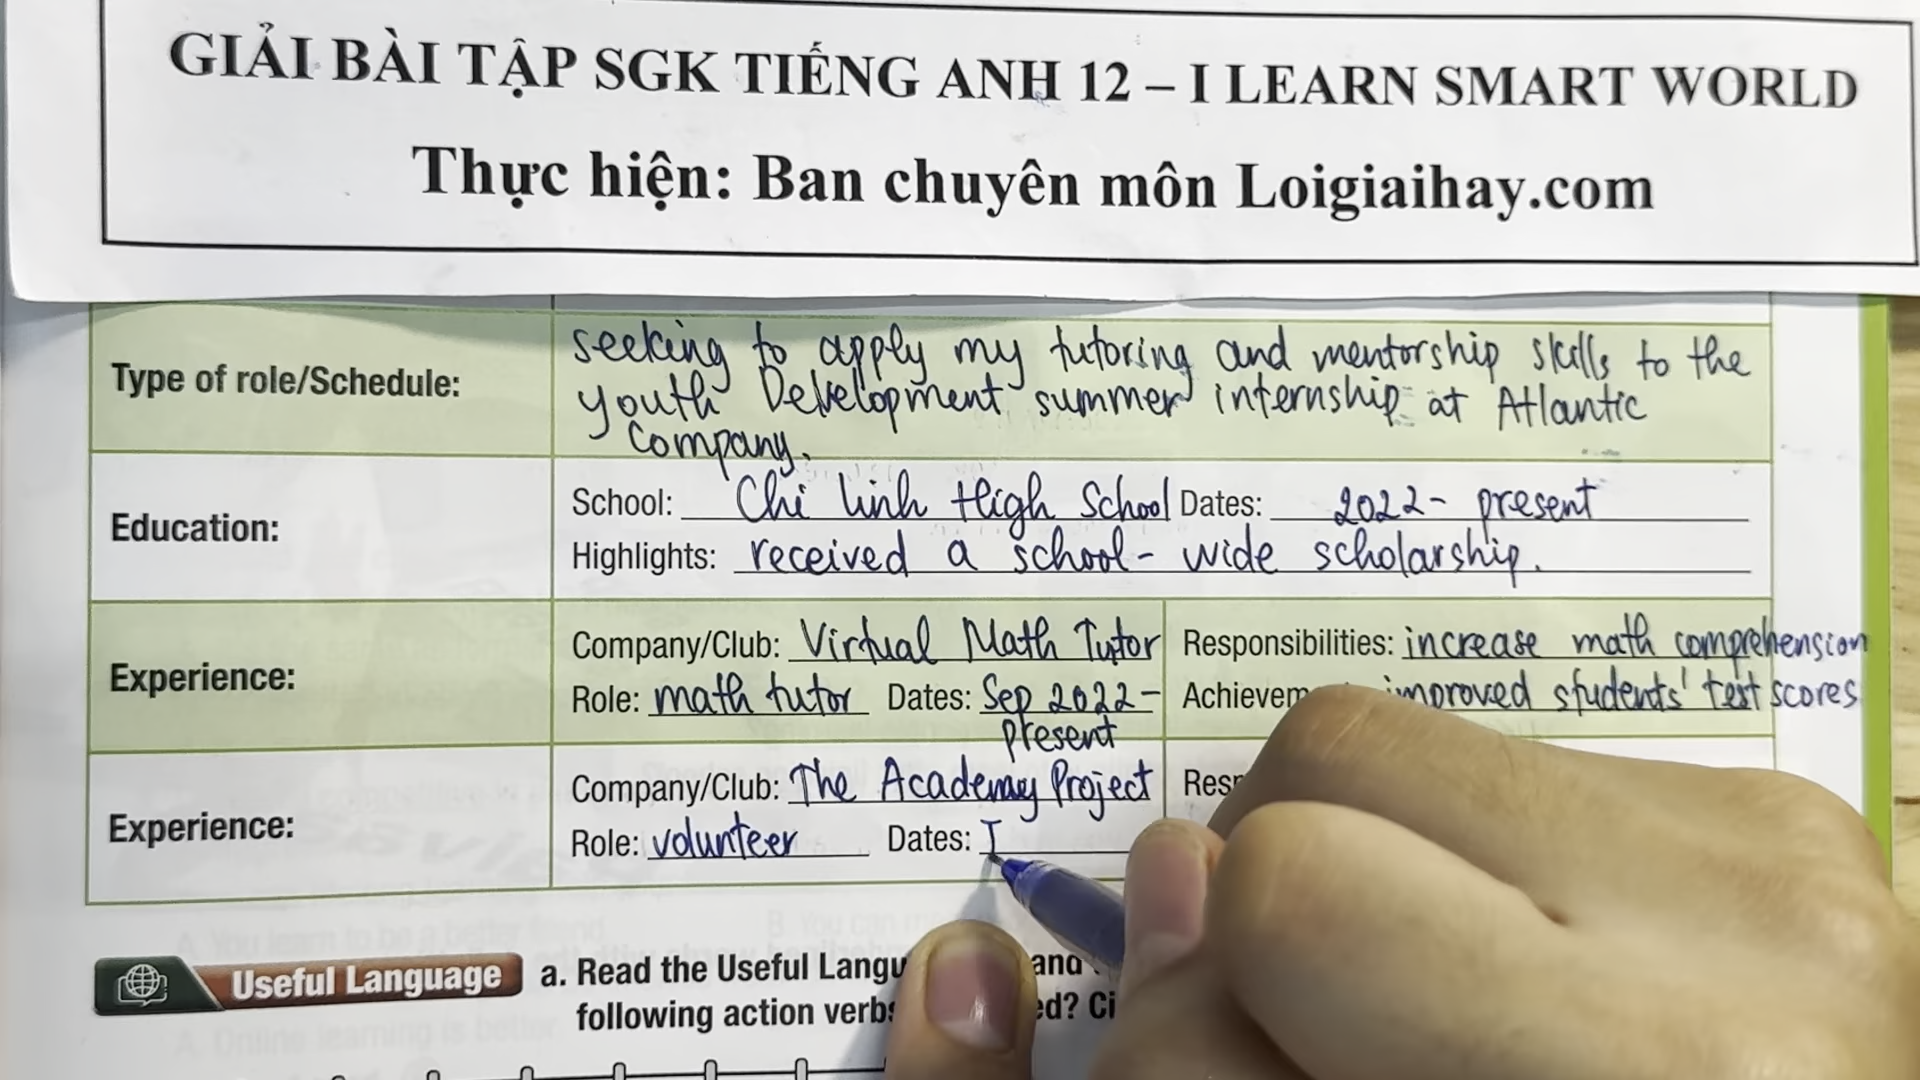 GIẢI BÀI TẬP SGK TIẾNG ANH 12 – I LEARN SMART WORLD
Thực hiện: Ban chuyên môn Loigiaihay.com
Type of role/Schedule:
seeking to apply my tutoring and mentorship skills to the
youth Development summer internship at Atlantic
Company.
Education:
School: Chi Linh High School Dates: 2022 - present
Highlights: received a school-wide scholarship.
Experience:
Company/Club: Virtual Math Tutor Responsibilities: increase math comprehension
Role: math tutor Dates: Sep 2022 - improved students' test scores
present
Experience:
Company/Club: The Academy Project
Role: volunteer Dates:
Useful Language
a. Read the Useful and
following action